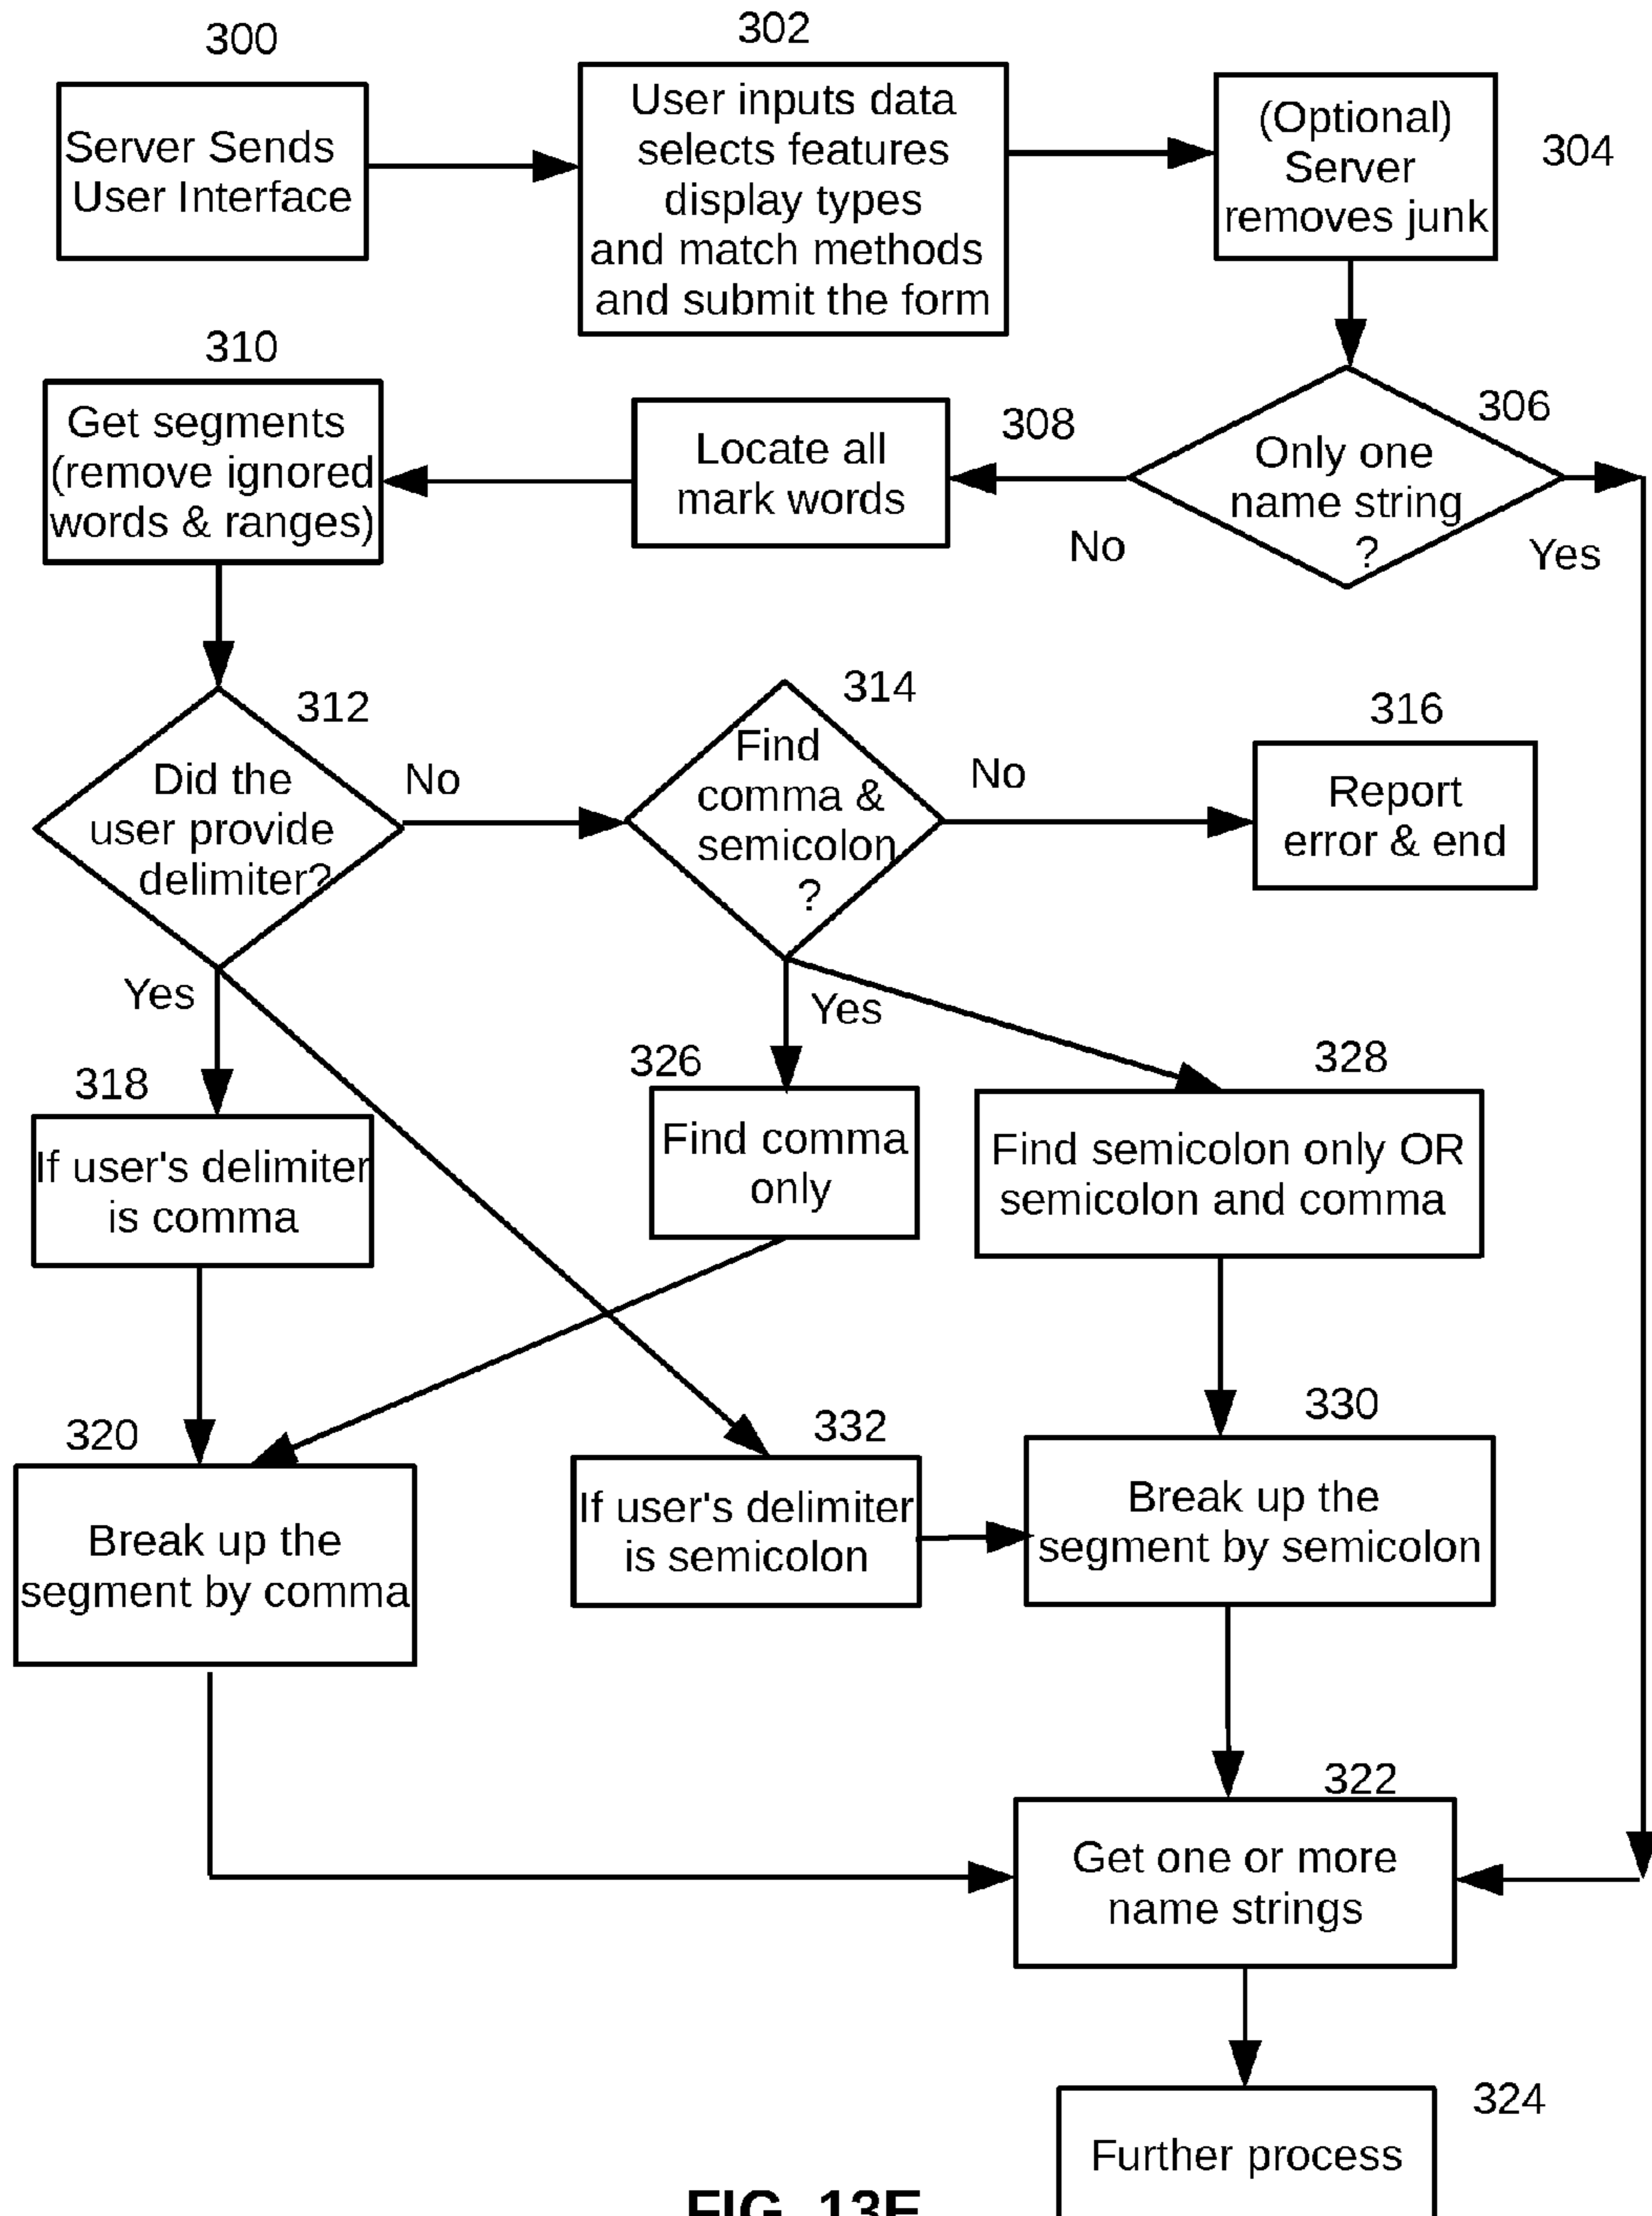 300
Server Sends
User Interface
302
User inputs data
selects features
display types
and match methods
and submit the form
(Optional)
Server
removes junk
304
310
Get segments
(remove ignored
words & ranges)
Locate all
mark words
308
No
306
Only one
name string
?
Yes
312
Did the
user provide
delimiter?
No
314
Find
comma &
semicolon
?
No
316
Report
error & end
Yes
Yes
318
If user's delimiter
is comma
326
Find comma
only
328
Find semicolon only OR
semicolon and comma
320
Break up the
segment by comma
332
If user's delimiter
is semicolon
330
Break up the
segment by semicolon
322
Get one or more
name strings
324
Further process
FIG. 13E